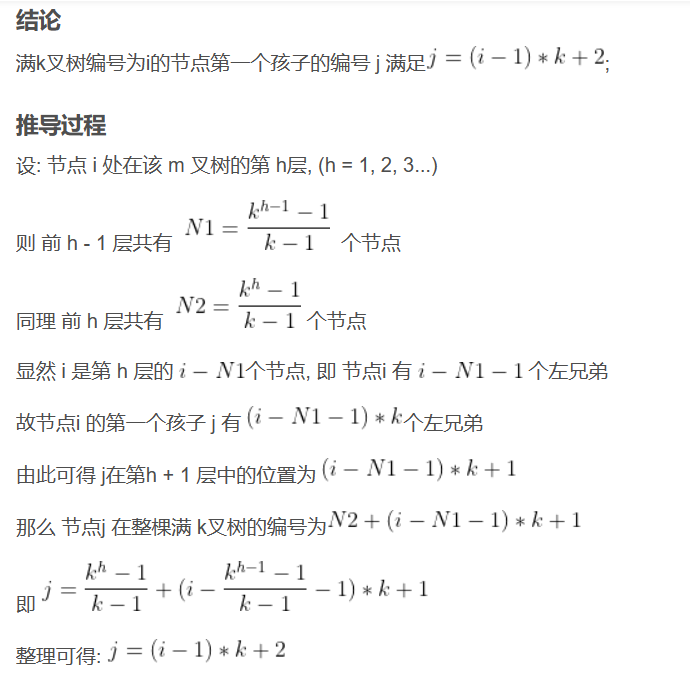 结论
满k叉树编号为i的节点第一个孩子的编号 j 满足 j = (i − 1) ∗ k + 2;
推导过程
设: 节点 i 处在该 m 叉树的第 h层, (h = 1, 2, 3...)
则 前 h - 1 层共有 N1 = \frac{k^{h-1} - 1}{k - 1} 个节点
同理 前 h 层共有 N2 = \frac{k^h - 1}{k - 1} 个节点
显然 i 是第 h 层的 i − N1个节点, 即 节点i 有 i − N1 − 1 个左兄弟
故节点i 的第一个孩子 j 有 (i − N1 − 1) ∗ k个左兄弟
由此可得 j在第h + 1 层中的位置为 (i − N1 − 1) ∗ k + 1
那么 节点j 在整棵满 k叉树的编号为N2 + (i − N1 − 1) ∗ k + 1
即 j = \frac{k^h - 1}{k - 1} + (i − \frac{k^{h-1} - 1}{k - 1} − 1) ∗ k + 1
整理可得: j = (i − 1) ∗ k + 2